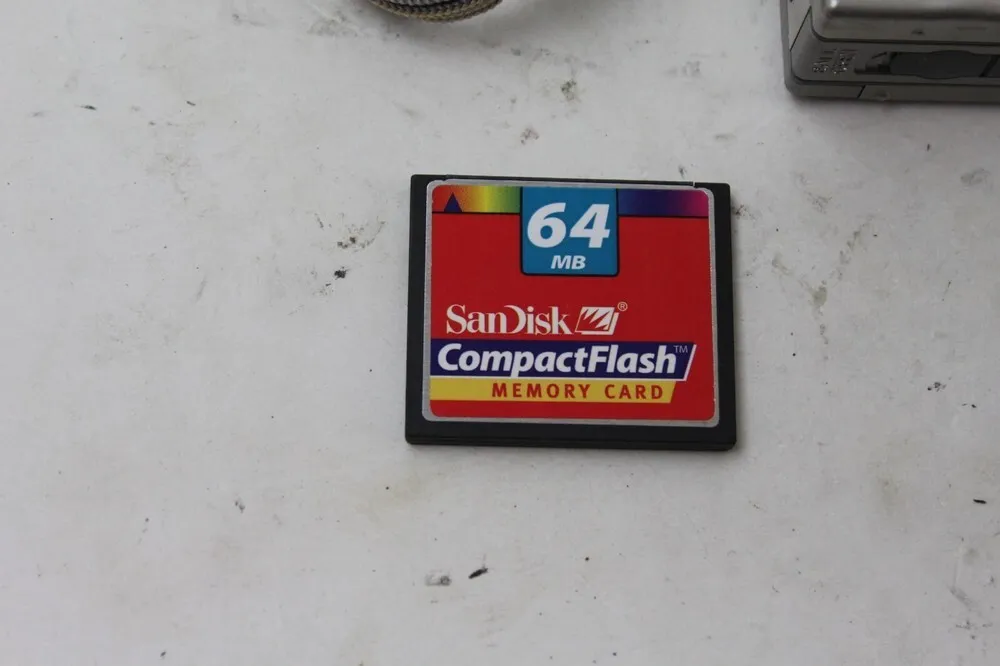 64
MB
SanDisk ®
CompactFlash™
MEMORY CARD